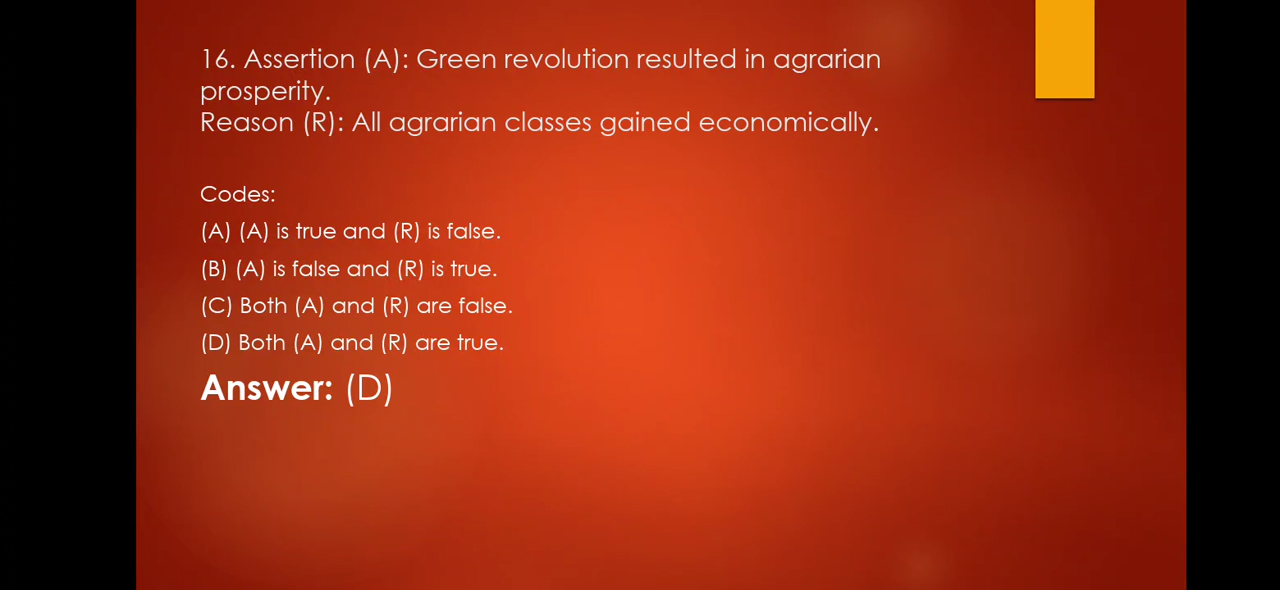 16. Assertion (A): Green revolution resulted in agrarian
prosperity.
Reason (R): All agrarian classes gained economically.
Codes:
(A) (A) is true and (R) is false.
(B) (A) is false and (R) is true.
(C) Both (A) and (R) are false.
(D) Both (A) and (R) are true.
Answer: (D)